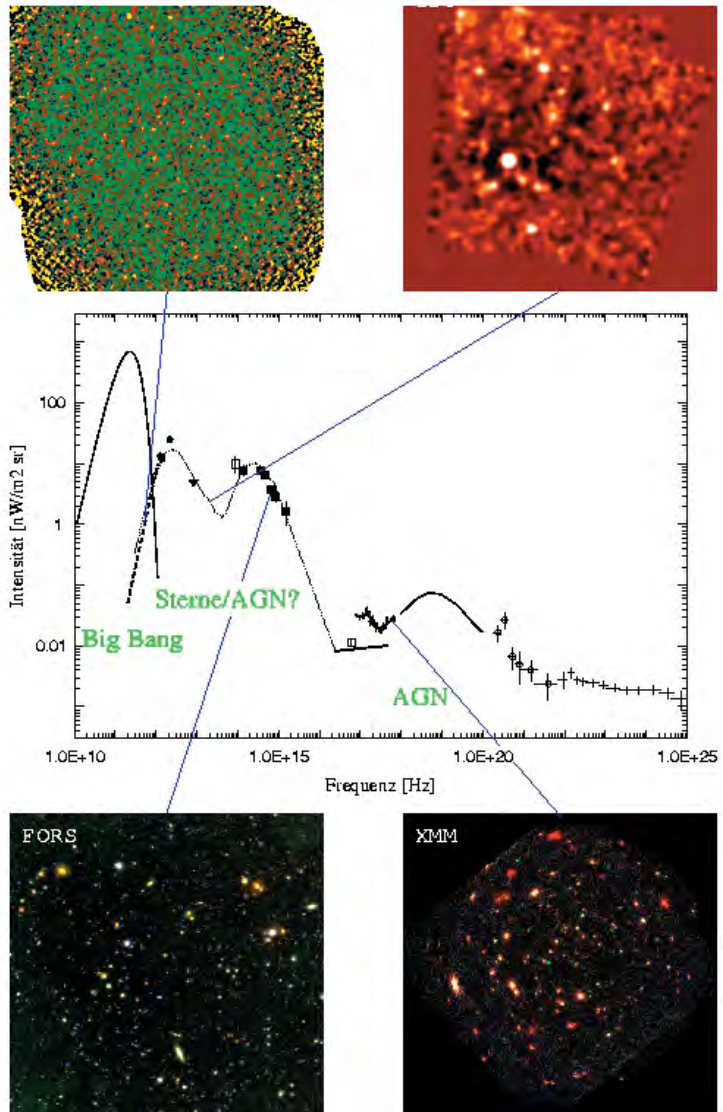 100
1
0.01
Intensität [nW/m2 sr]
Sterne/AGN?
Big Bang
AGN
1.0E+10
1.0E+15
1.0E+20
1.0E+25
Frequenz [Hz]
FORS
XMM